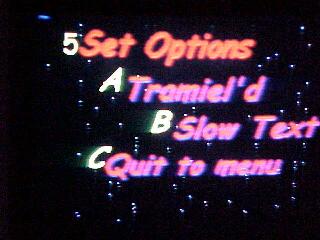 5 Set Options
A Tramiel'd
B Slow Text
C Quit to menu